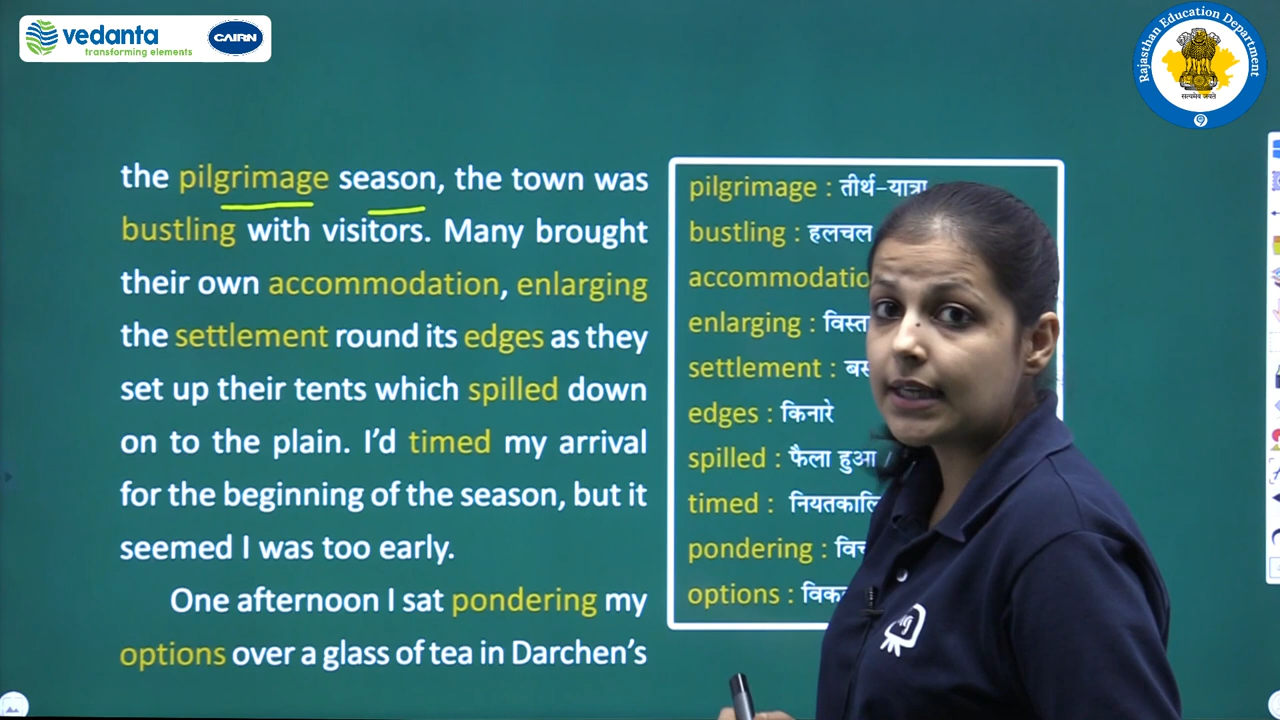 vedanta
transforming elements
CAIRN
Rajasthan Education Department
सत्यमेव जयते
the pilgrimage season, the town was
bustling with visitors. Many brought
their own accommodation, enlarging
the settlement round its edges as they
set up their tents which spilled down
on to the plain. I'd timed my arrival
for the beginning of the season, but it
seemed I was too early.
One afternoon I sat pondering my
options over a glass of tea in Darchen's
pilgrimage : तीर्थ-यात्रा
bustling : हलचल
enlarging :
settlement :
edges : किनारे
spilled : फैला हुआ
timed :
pondering :
options :